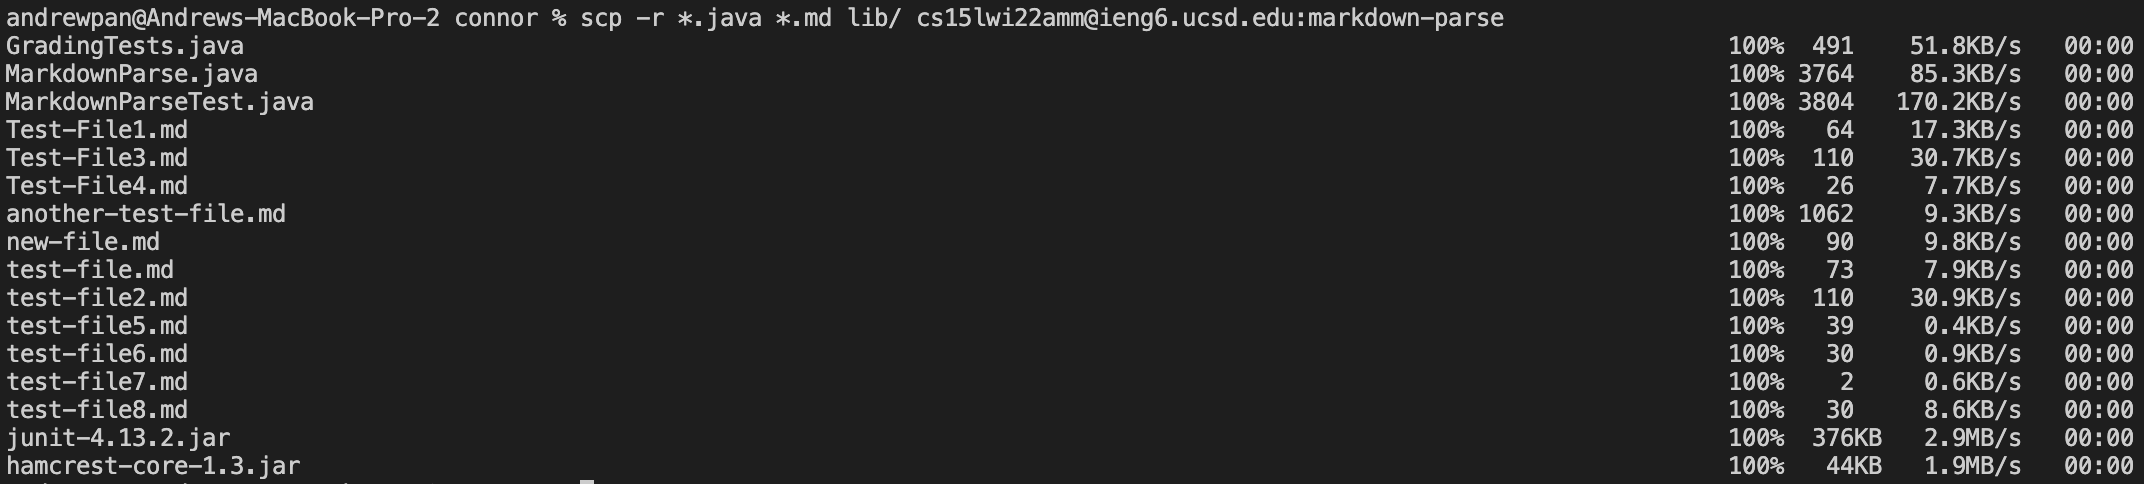 andrewpan@Andrews-MacBook-Pro-2 connor % scp -r *.java *.md lib/ cs15lwi22amm@ieng6.ucsd.edu:markdown-parse
GradingTests.java 100% 491 51.8KB/s 00:00
MarkdownParse.java 100% 3764 85.3KB/s 00:00
MarkdownParseTest.java 100% 3804 170.2KB/s 00:00
Test-File1.md 100% 64 17.3KB/s 00:00
Test-File3.md 100% 110 30.7KB/s 00:00
Test-File4.md 100% 26 7.7KB/s 00:00
another-test-file.md 100% 1062 9.3KB/s 00:00
new-file.md 100% 90 9.8KB/s 00:00
test-file.md 100% 73 7.9KB/s 00:00
test-file2.md 100% 110 30.9KB/s 00:00
test-file5.md 100% 39 0.4KB/s 00:00
test-file6.md 100% 30 0.9KB/s 00:00
test-file7.md 100% 2 0.6KB/s 00:00
test-file8.md 100% 30 8.6KB/s 00:00
junit-4.13.2.jar 100% 376KB 2.9MB/s 00:00
hamcrest-core-1.3.jar 100% 44KB 1.9MB/s 00:00